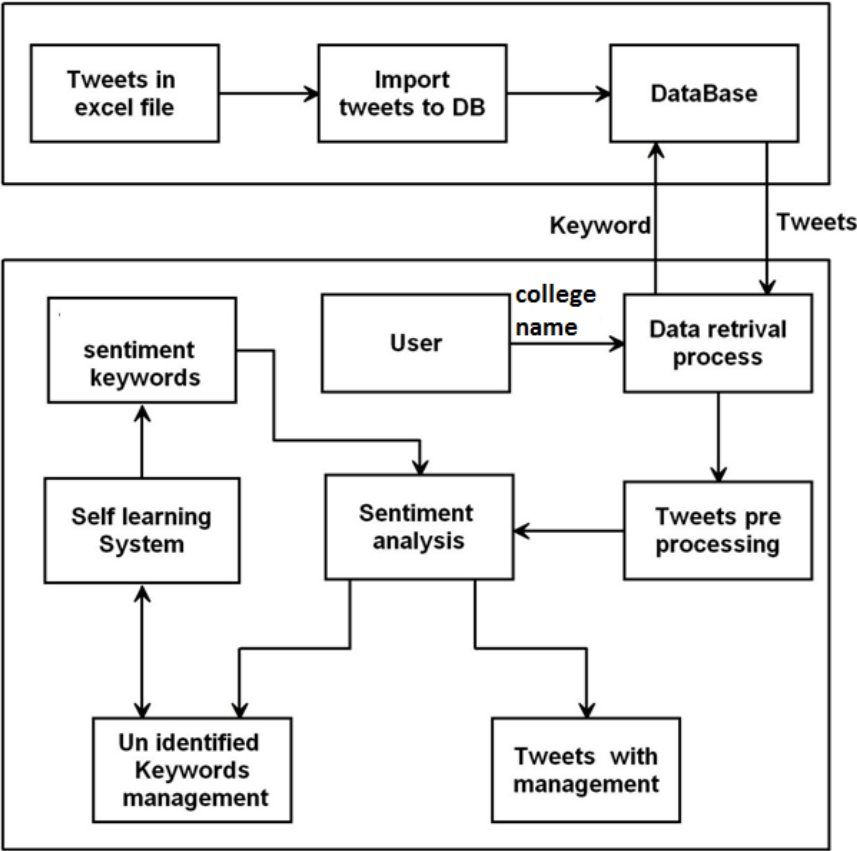 Tweets in
excel file
Import
tweets to DB
DataBase
Keyword
Tweets
sentiment
keywords
User
college
name
Data retrival
process
Self learning
System
Sentiment
analysis
Tweets pre
processing
Un identified
Keywords
management
Tweets with
management